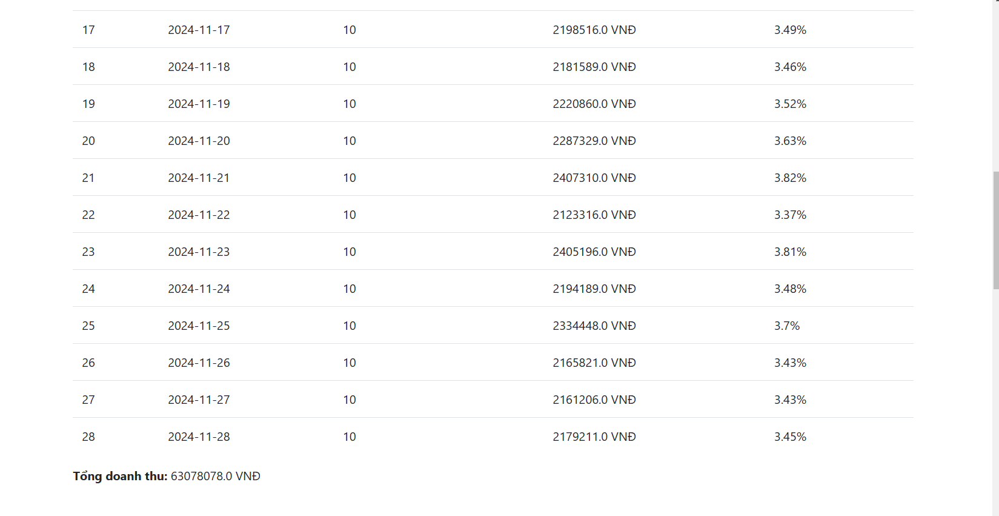 17 2024-11-17 10 2198516.0 VNĐ 3.49%
18 2024-11-18 10 2181589.0 VNĐ 3.46%
19 2024-11-19 10 2220860.0 VNĐ 3.52%
20 2024-11-20 10 2287329.0 VNĐ 3.63%
21 2024-11-21 10 2407310.0 VNĐ 3.82%
22 2024-11-22 10 2123316.0 VNĐ 3.37%
23 2024-11-23 10 2405196.0 VNĐ 3.81%
24 2024-11-24 10 2194189.0 VNĐ 3.48%
25 2024-11-25 10 2334448.0 VNĐ 3.7%
26 2024-11-26 10 2165821.0 VNĐ 3.43%
27 2024-11-27 10 2161206.0 VNĐ 3.43%
28 2024-11-28 10 2179211.0 VNĐ 3.45%
Tổng doanh thu: 63078078.0 VNĐ